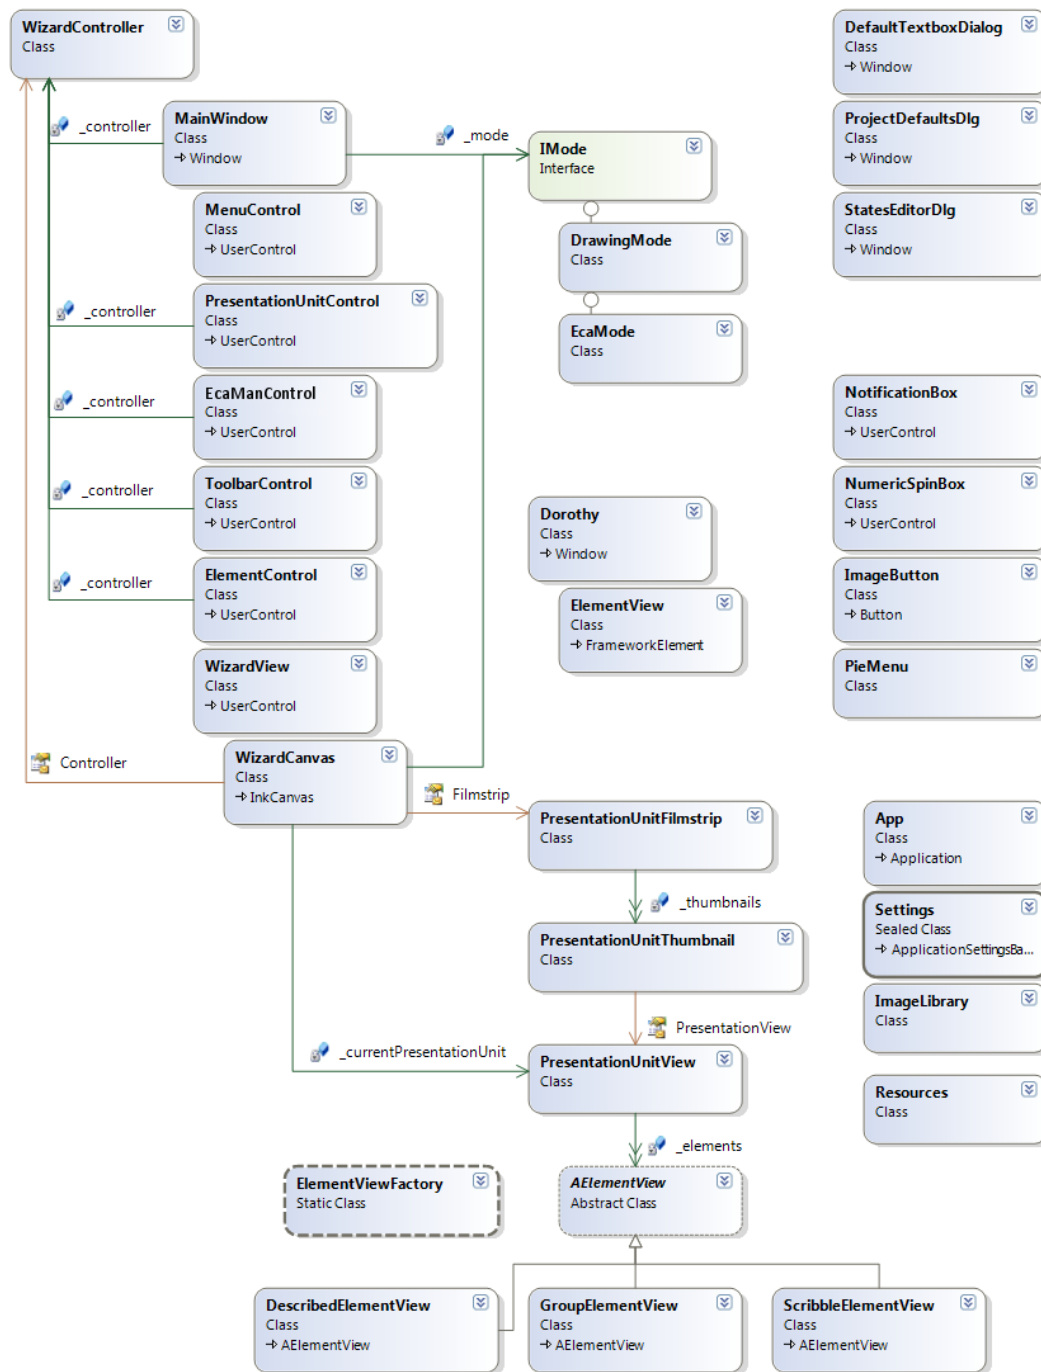 WizardController
Class
DefaultTextboxDialog
Class
Window
_controller
MainWindow
Class
Window
_mode
IMode
Interface
ProjectDefaultsDlg
Class
Window
MenuControl
Class
UserControl
DrawingMode
Class
StatesEditorDlg
Class
Window
_controller
PresentationUnitControl
Class
UserControl
EcaMode
Class
_controller
EcaManControl
Class
UserControl
NotificationBox
Class
UserControl
_controller
ToolbarControl
Class
UserControl
Dorothy
Class
Window
NumericSpinBox
Class
UserControl
_controller
ElementControl
Class
UserControl
ElementView
Class
FrameworkElement
ImageButton
Class
Button
WizardView
Class
UserControl
PieMenu
Class
Controller
WizardCanvas
Class
InkCanvas
Filmstrip
PresentationUnitFilmstrip
Class
App
Class
Application
_thumbnails
Settings
Sealed Class
ApplicationSettingsBa...
PresentationUnitThumbnail
Class
ImageLibrary
Class
PresentationView
_currentPresentationUnit
PresentationUnitView
Class
Resources
Class
_elements
ElementViewFactory
Static Class
AElementView
Abstract Class
DescribedElementView
Class
AElementView
GroupElementView
Class
AElementView
ScribbleElementView
Class
AElementView